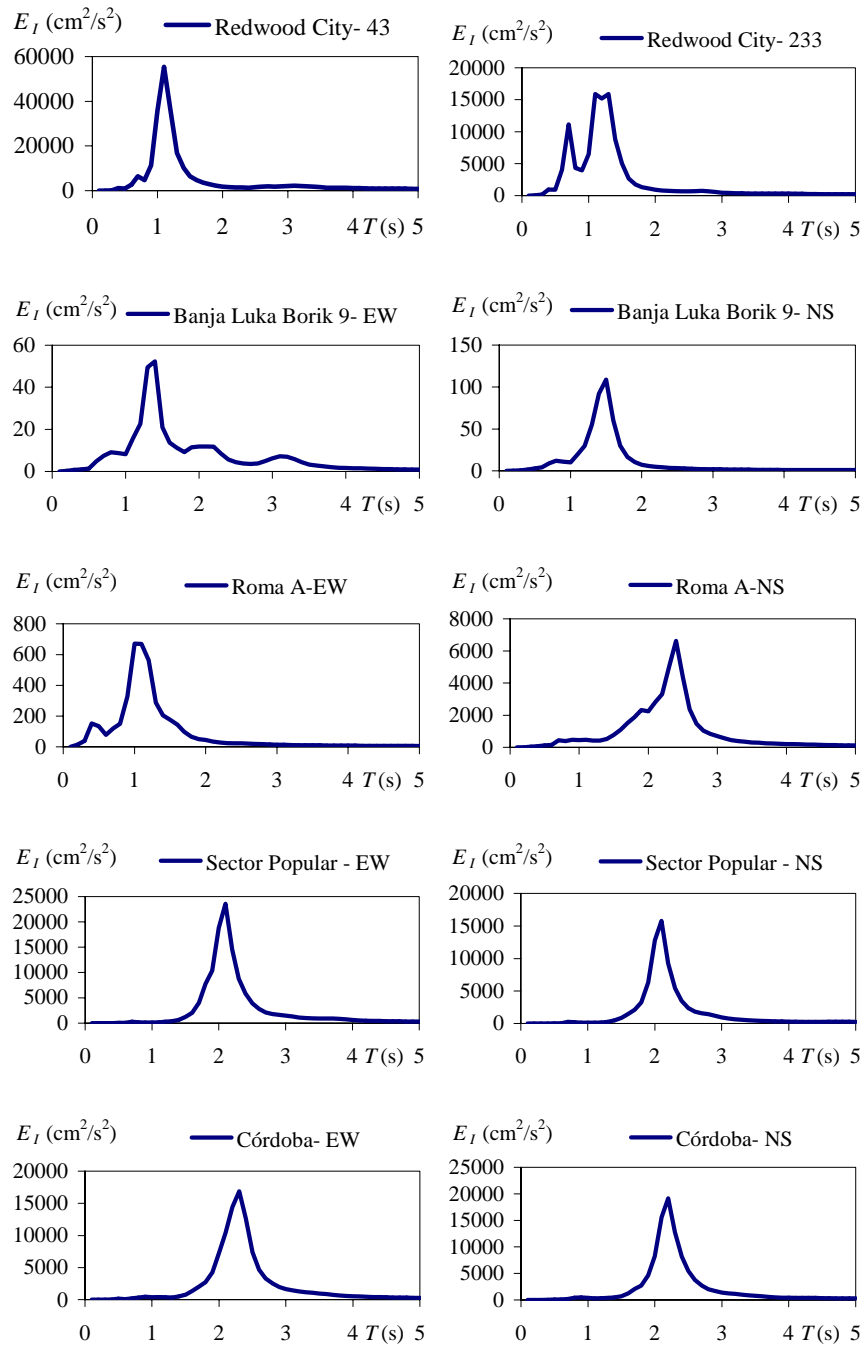 E_I (cm²/s²) Redwood City- 43
60000
40000
20000
0
0 1 2 3 4 T (s) 5
E_I (cm²/s²) Redwood City- 233
20000
15000
10000
5000
0
0 1 2 3 4 T (s) 5
E_I (cm²/s²) Banja Luka Borik 9- EW
60
40
20
0
0 1 2 3 4 T (s) 5
E_I (cm²/s²) Banja Luka Borik 9- NS
150
100
50
0
0 1 2 3 4 T (s) 5
E_I (cm²/s²) Roma A-EW
800
600
400
200
0
0 1 2 3 4 T (s) 5
E_I (cm²/s²) Roma A-NS
8000
6000
4000
2000
0
0 1 2 3 4 T (s) 5
E_I (cm²/s²) Sector Popular - EW
25000
20000
15000
10000
5000
0
0 1 2 3 4 T (s) 5
E_I (cm²/s²) Sector Popular - NS
20000
15000
10000
5000
0
0 1 2 3 4 T (s) 5
E_I (cm²/s²) Córdoba- EW
20000
15000
10000
5000
0
0 1 2 3 4 T (s) 5
E_I (cm²/s²) Córdoba- NS
25000
20000
15000
10000
5000
0
0 1 2 3 4 T (s) 5